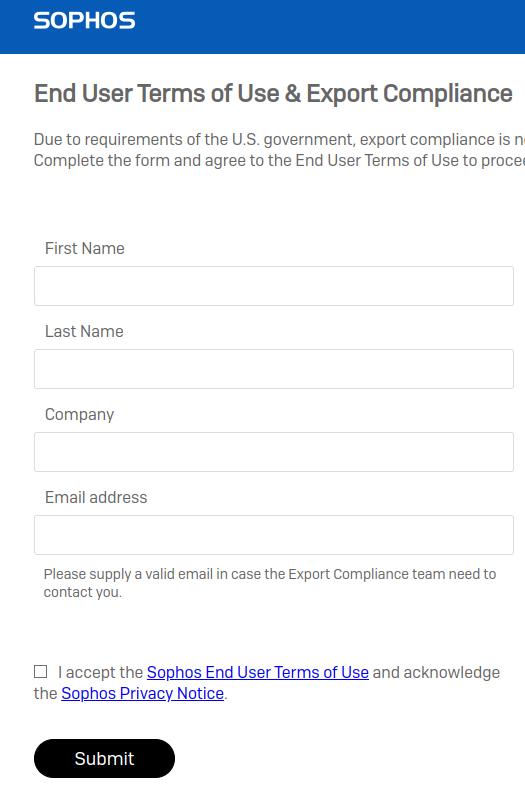 SOPHOS
End User Terms of Use & Export Compliance
Due to requirements of the U.S. government, export compliance is
Complete the form and agree to the End User Terms of Use to
First Name
Last Name
Company
Email address
Please supply a valid email in case the Export Compliance team need to
contact you.
I accept the Sophos End User Terms of Use and acknowledge
the Sophos Privacy Notice.
Submit